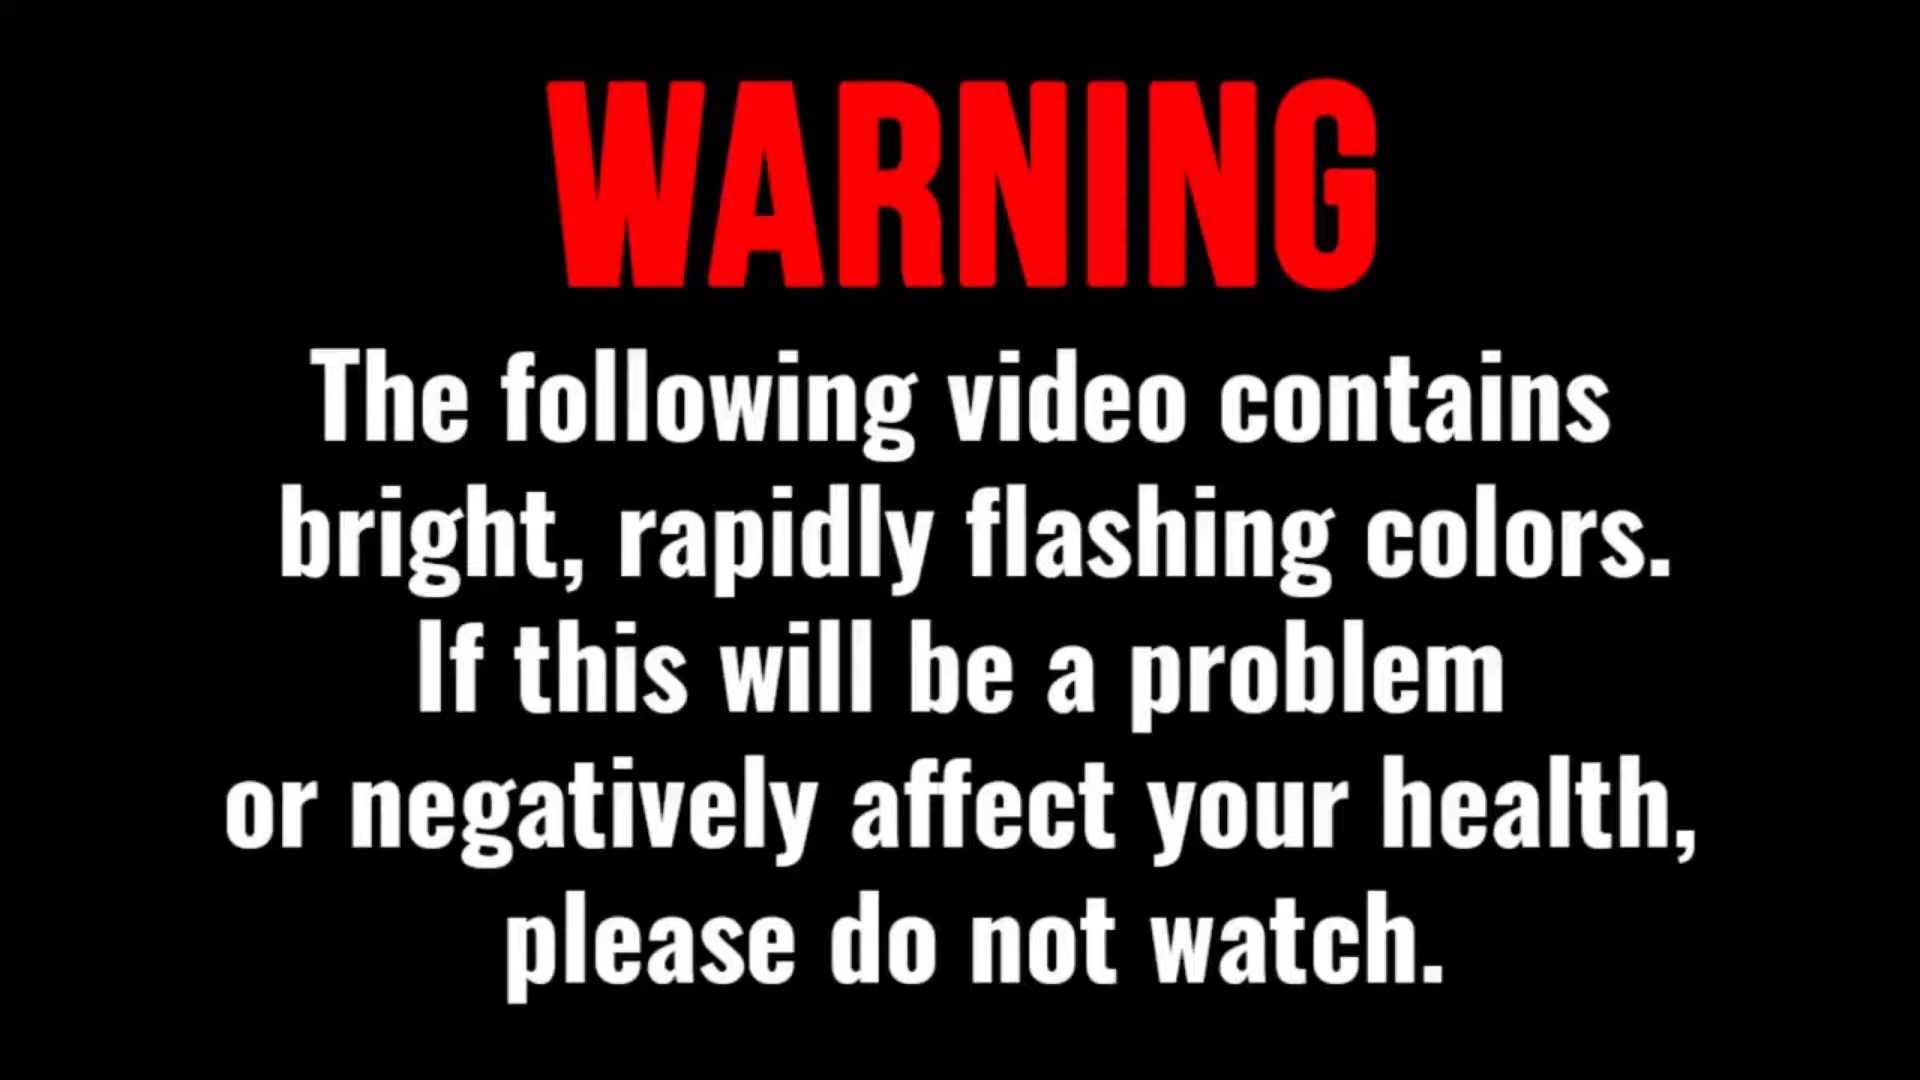 WARNING
The following video contains
bright, rapidly flashing colors.
If this will be a problem
or negatively affect your health,
please do not watch.